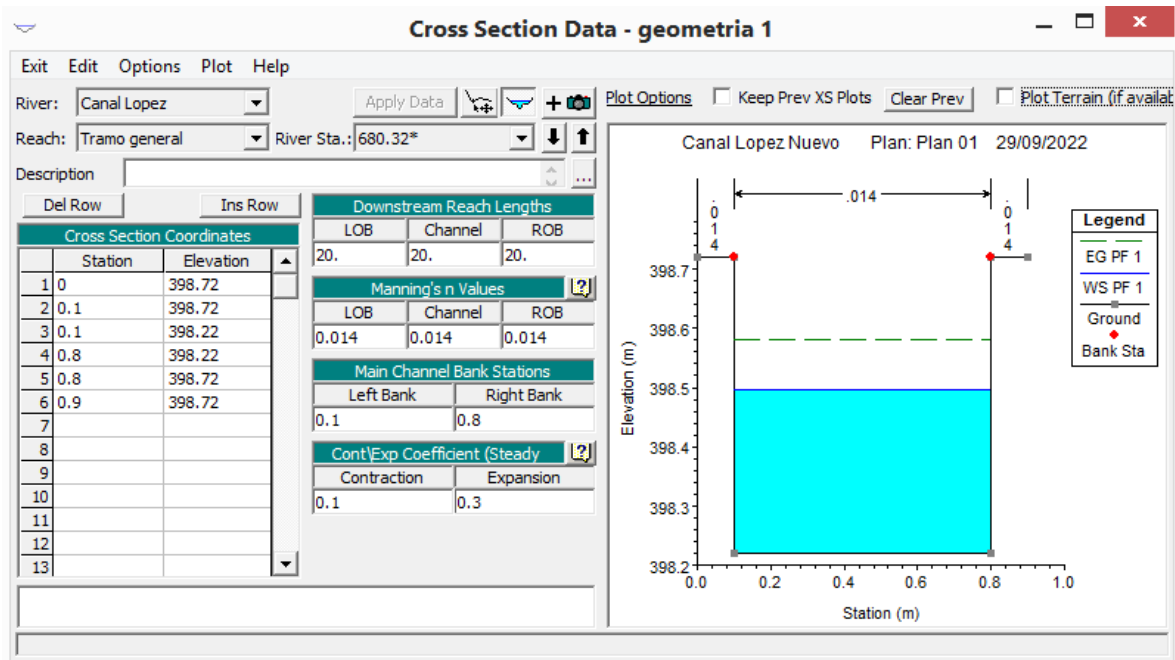 Cross Section Data - geometria 1
Exit Edit Options Plot Help
River: Canal Lopez Apply Data
Reach: Tramo general River Sta.: 680.32*
Description ...
Del Row Ins Row
Cross Section Coordinates
Station Elevation
1 0 398.72
2 0.1 398.72
3 0.1 398.22
4 0.8 398.22
5 0.8 398.72
6 0.9 398.72
7
8
9
10
11
12
13
Downstream Reach Lengths
LOB Channel ROB
20. 20. 20.
Manning's n Values
LOB Channel ROB
0.014 0.014 0.014
Main Channel Bank Stations
Left Bank Right Bank
0.1 0.8
Cont\Exp Coefficient (Steady
Contraction Expansion
0.1 0.3
Plot Options Keep Prev XS Plots Clear Prev Plot Terrain (if availab
Canal Lopez Nuevo Plan: Plan 01 29/09/2022
.014 .014 .014
398.7
398.6
398.5
398.4
398.3
398.2
Elevation (m)
0.0 0.2 0.4 0.6 0.8 1.0
Station (m)
Legend
EG PF 1
WS PF 1
Ground
Bank Sta